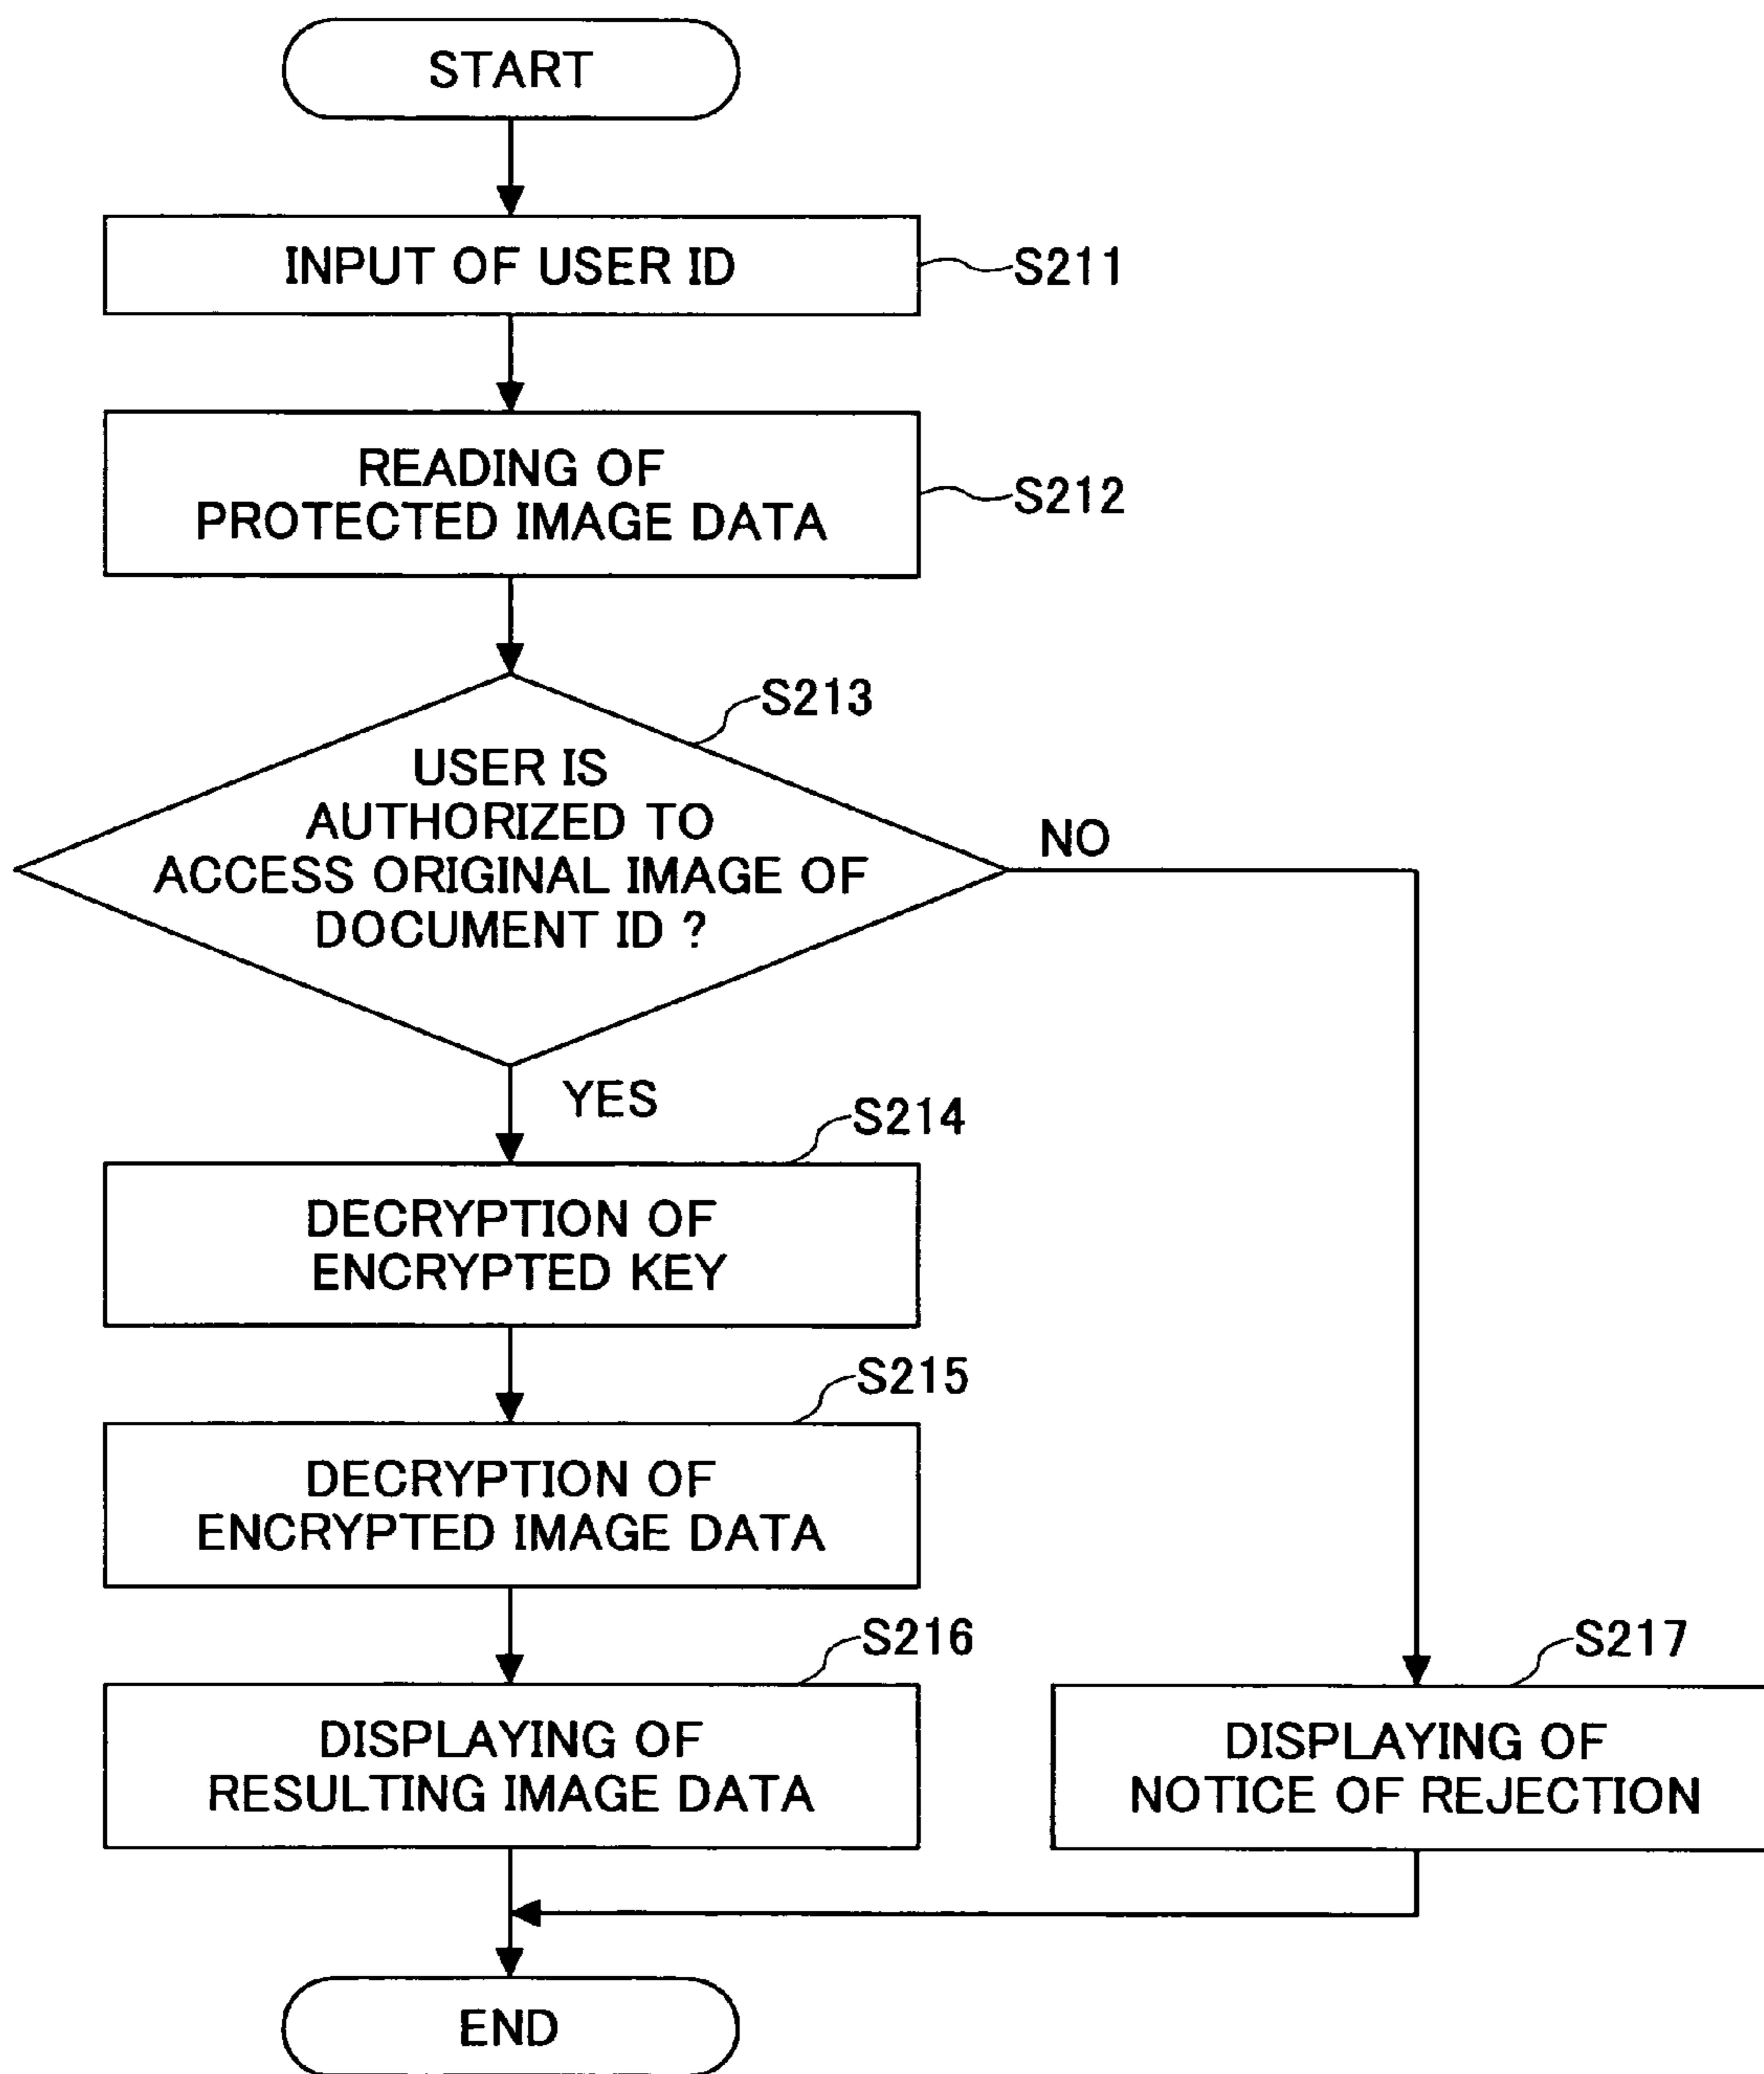 START
INPUT OF USER ID
S211
READING OF
PROTECTED IMAGE DATA
S212
S213
USER IS
AUTHORIZED TO
ACCESS ORIGINAL IMAGE OF
DOCUMENT ID ?
NO
YES
S214
DECRYPTION OF
ENCRYPTED KEY
S215
DECRYPTION OF
ENCRYPTED IMAGE DATA
S216
DISPLAYING OF
RESULTING IMAGE DATA
S217
DISPLAYING OF
NOTICE OF REJECTION
END